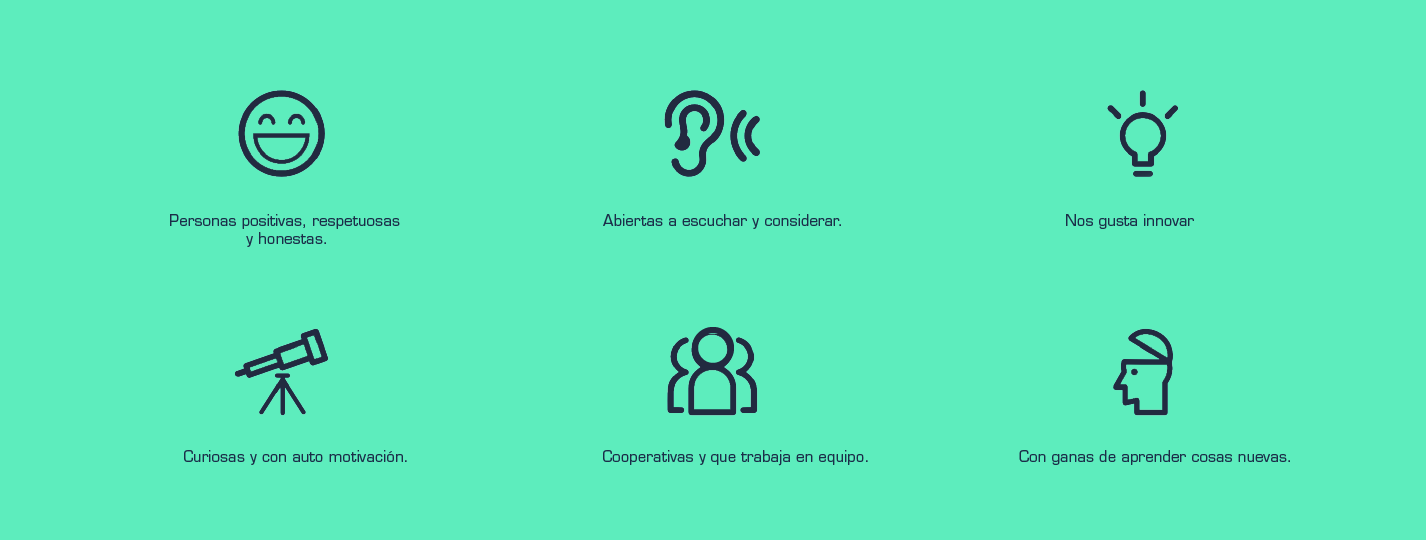 Personas positivas, respetuosas
y honestas.
Abiertas a escuchar y considerar.
Nos gusta innovar
Curiosas y con auto motivación.
Cooperativas y que trabaja en equipo.
Con ganas de aprender cosas nuevas.